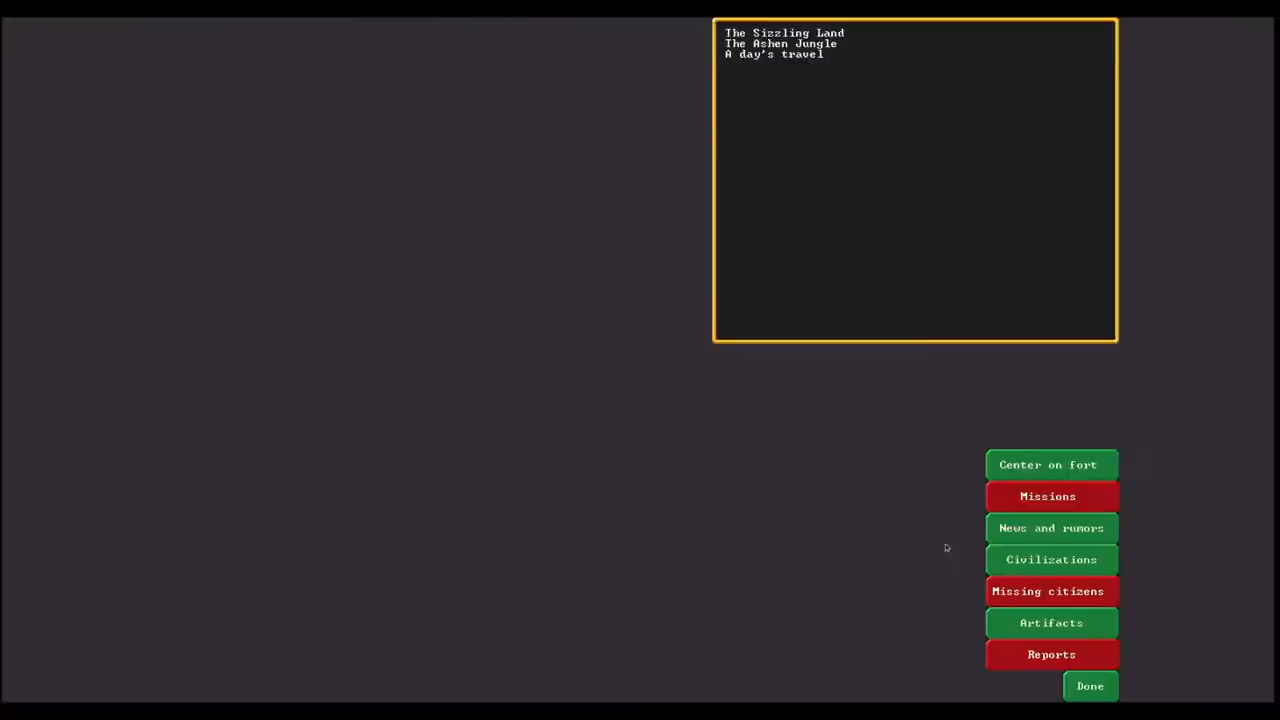 The Sizzling Land
The Ashen Jungle
A day's travel
Center on fort
Missions
News and rumors
Civilizations
Missing citizens
Artifacts
Reports
Done